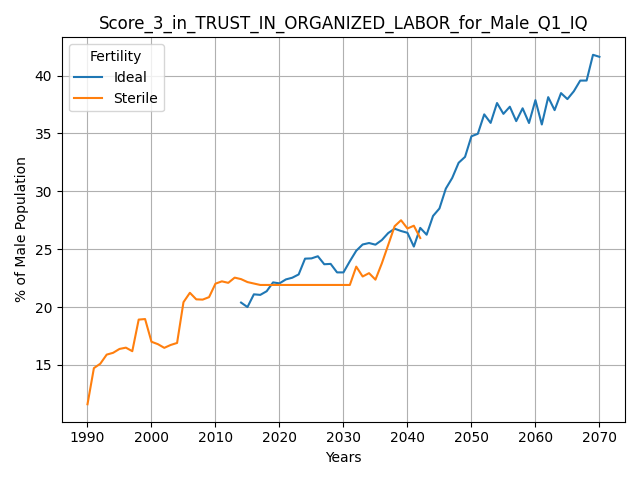 Score_3_in_TRUST_IN_ORGANIZED_LABOR_for_Male_Q1_IQ
Fertility
Ideal
Sterile
% of Male Population
40
35
30
25
20
15
1990 2000 2010 2020 2030 2040 2050 2060 2070
Years